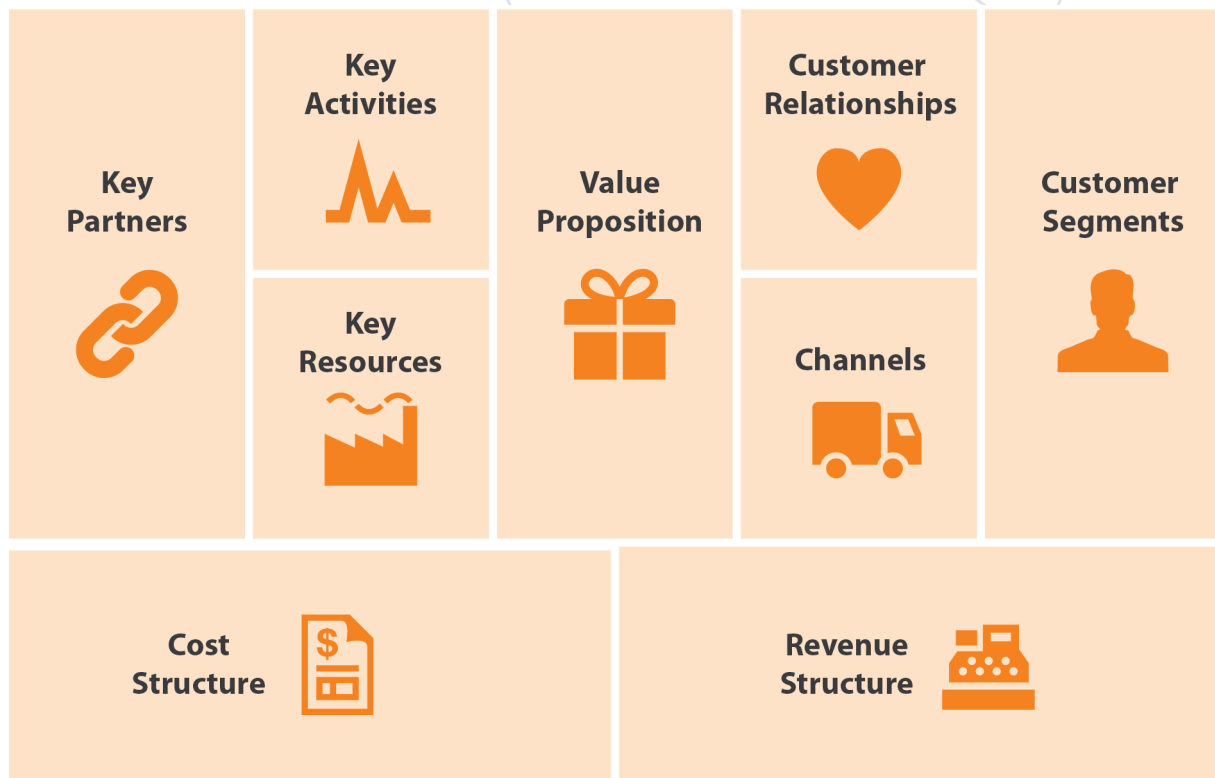 Key
Partners
Key
Activities
Key
Resources
Value
Proposition
Customer
Relationships
Channels
Customer
Segments
Cost
Structure
$
Revenue
Structure